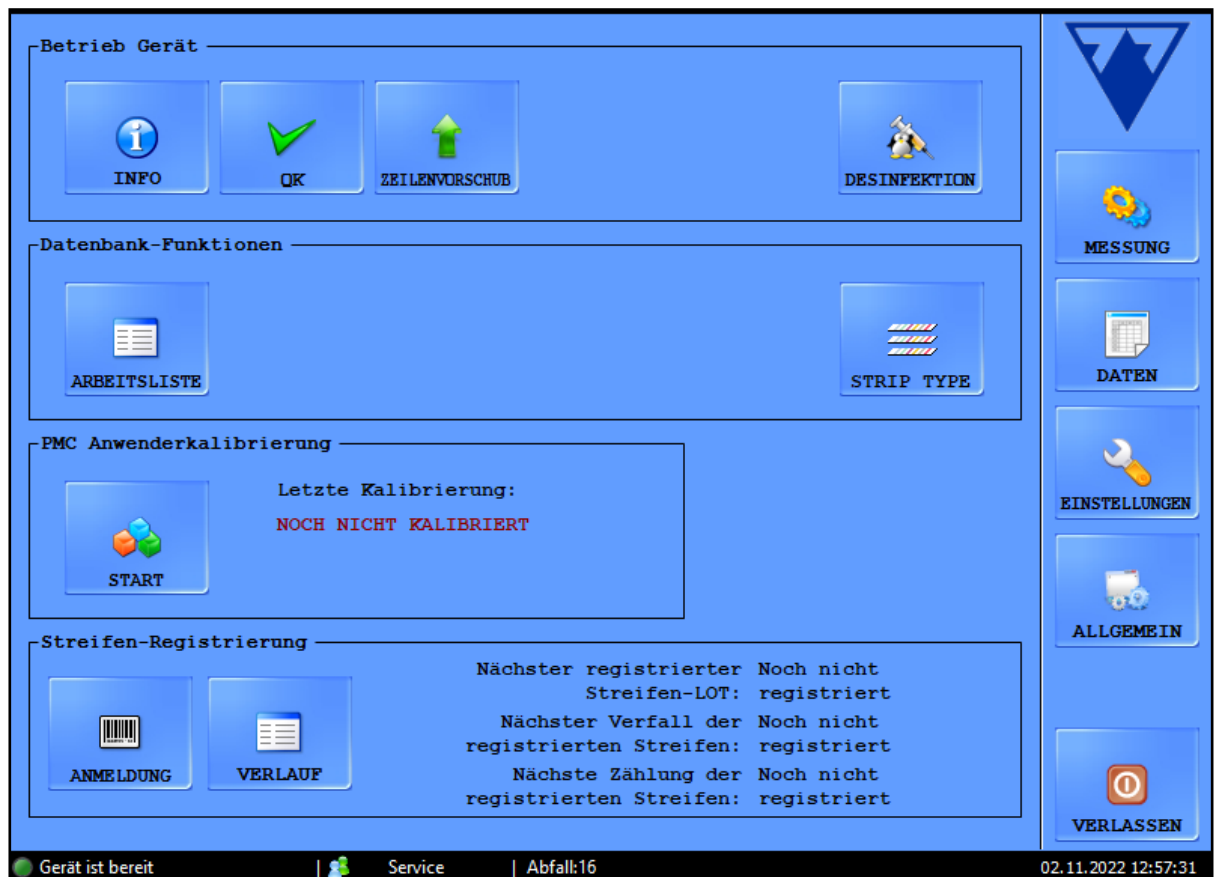 Betrieb Gerät
INFO
QK
ZEILENVORSCHUB
DESINFEKTION
Datenbank-Funktionen
ARBEITSLISTE
STRIP TYPE
PMC Anwenderkalibrierung
START
Letzte Kalibrierung:
NOCH NICHT KALIBRIERT
Streifen-Registrierung
ANMELDUNG
VERLAUF
Nächster registrierter Noch nicht
Streifen-LOT: registriert
Nächster Verfall der Noch nicht
registrierten Streifen: registriert
Nächste Zählung der Noch nicht
registrierten Streifen: registriert
MESSUNG
DATEN
EINSTELLUNGEN
ALLGEMEIN
VERLASSEN
Gerät ist bereit | Service | Abfall:16 02.11.2022 12:57:31